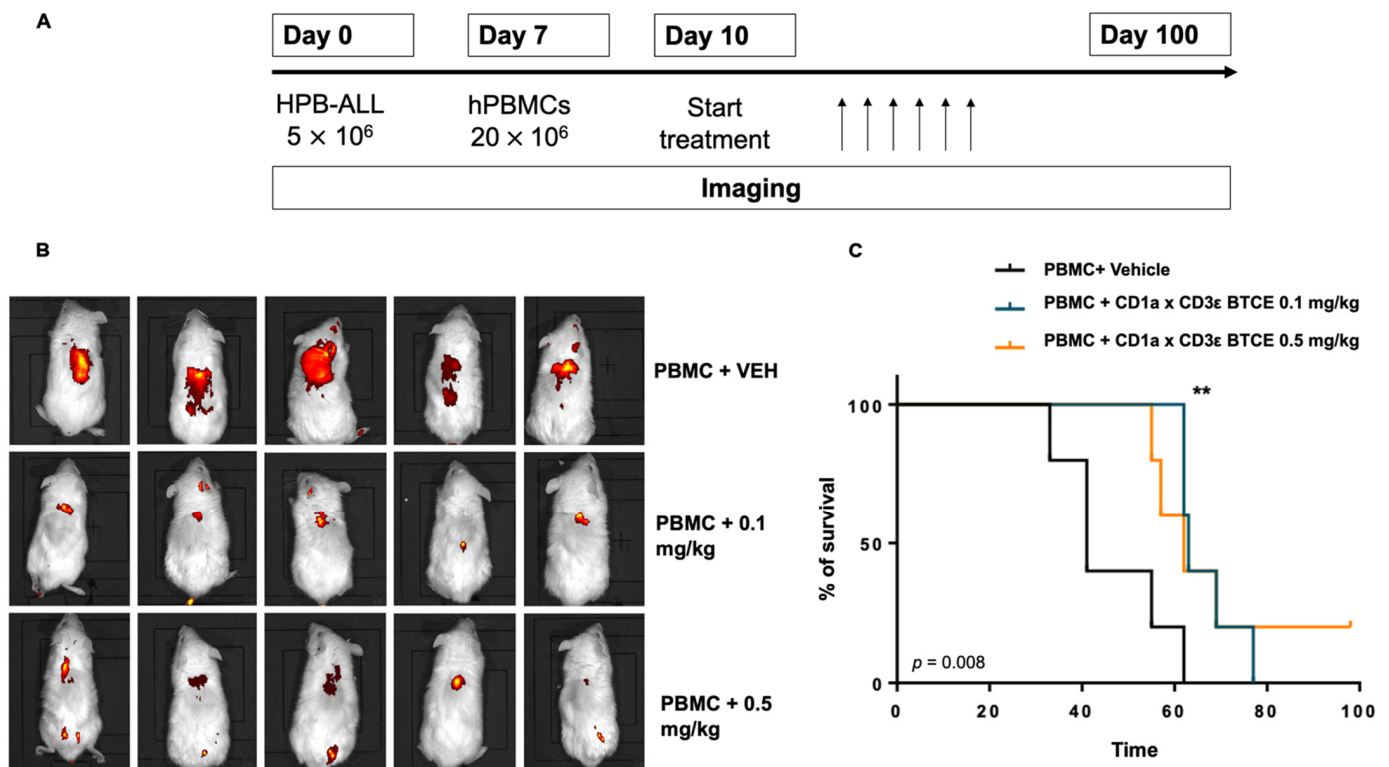 A
Day 0
Day 7
Day 10
Day 100
HPB-ALL
5 × 10⁶
hPBMCs
20 × 10⁶
Start
treatment
Imaging
B
PBMC + VEH
PBMC + 0.1
mg/kg
PBMC + 0.5
mg/kg
C
PBMC+ Vehicle
PBMC + CD1a x CD3ε BTCE 0.1 mg/kg
PBMC + CD1a x CD3ε BTCE 0.5 mg/kg
**
% of survival
100
50
0
p = 0.008
0
20
40
60
80
100
Time